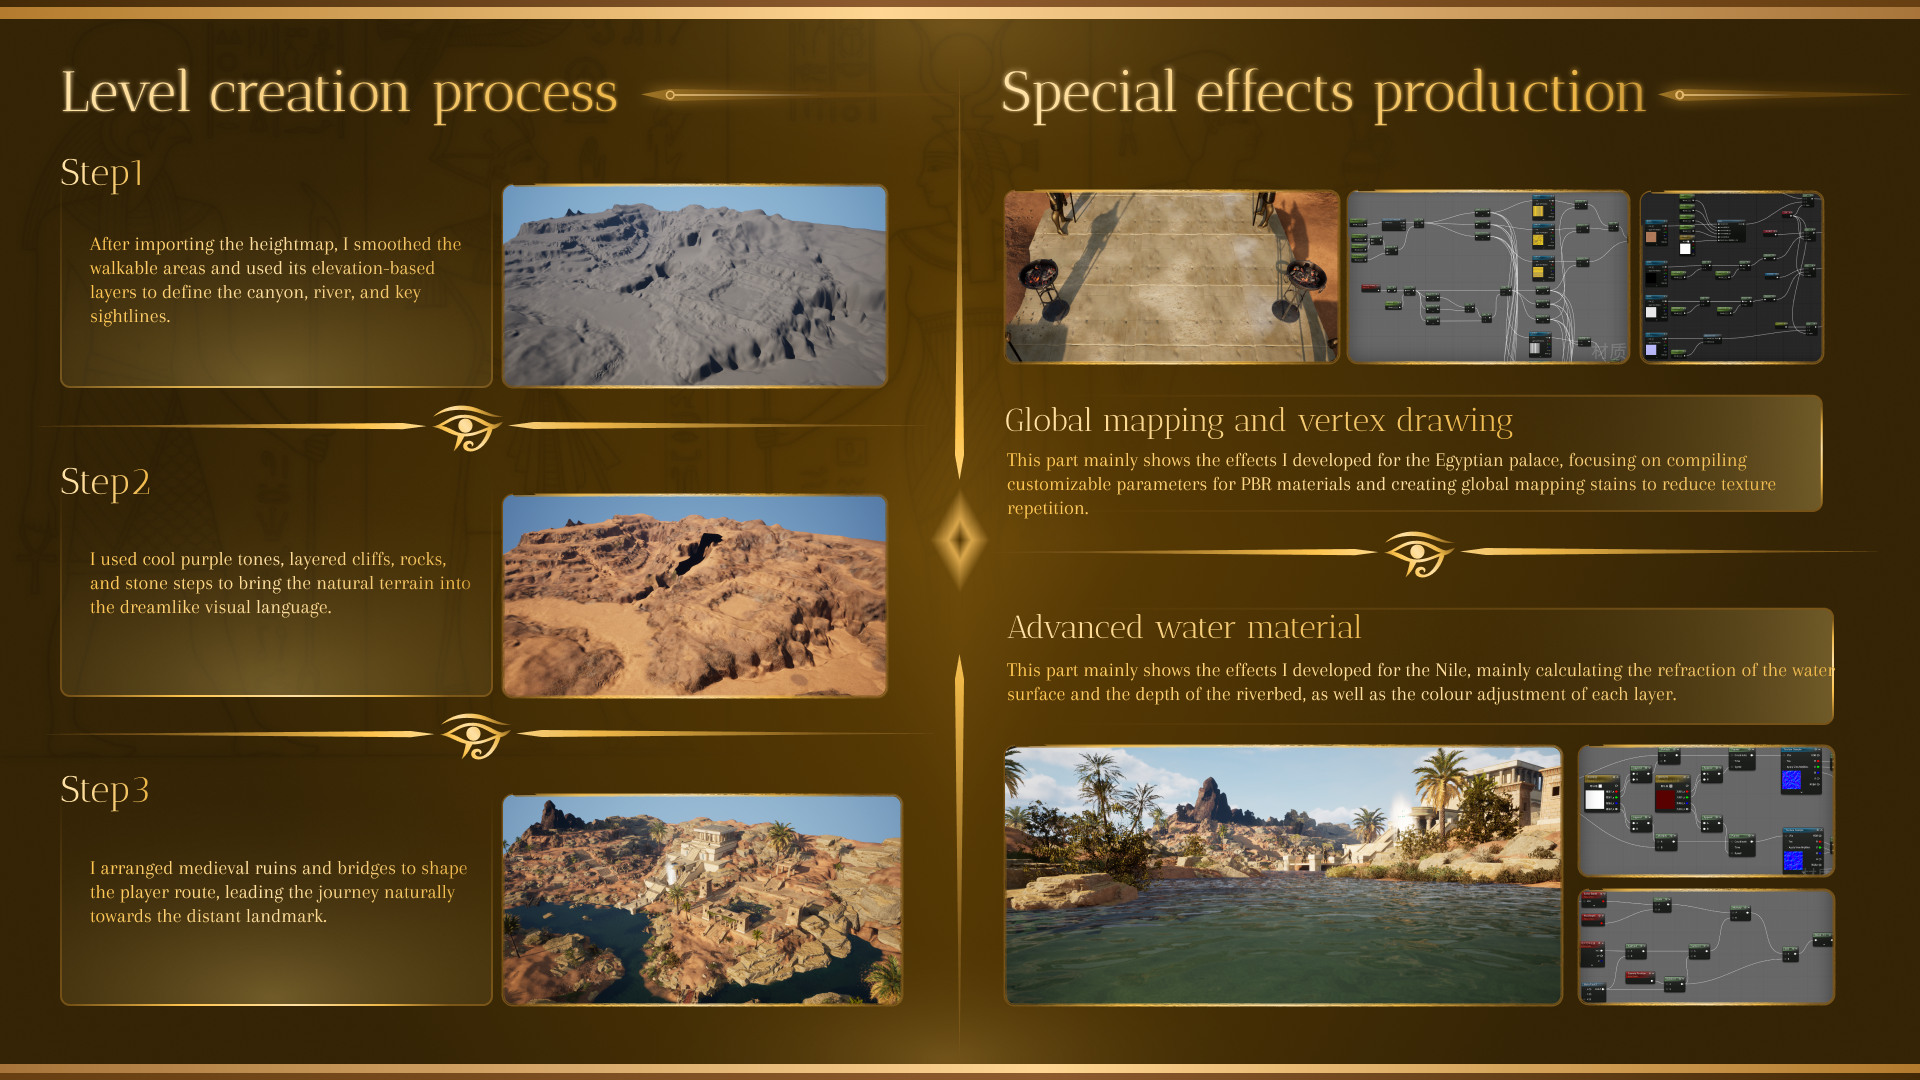 Level creation process
Step1
After importing the heightmap, I smoothed the
walkable areas and used its elevation-based
layers to define the canyon, river, and key
sightlines.
Step2
I used cool purple tones, layered cliffs, rocks,
and stone steps to bring the natural terrain into
the dreamlike visual language.
Step3
I arranged medieval ruins and bridges to shape
the player route, leading the journey naturally
towards the distant landmark.
Special effects production
材质
Global mapping and vertex drawing
This part mainly shows the effects I developed for the Egyptian palace, focusing on compiling
customizable parameters for PBR materials and creating global mapping stains to reduce texture
repetition.
Advanced water material
This part mainly shows the effects I developed for the Nile, mainly calculating the refraction of the water
surface and the depth of the riverbed, as well as the colour adjustment of each layer.